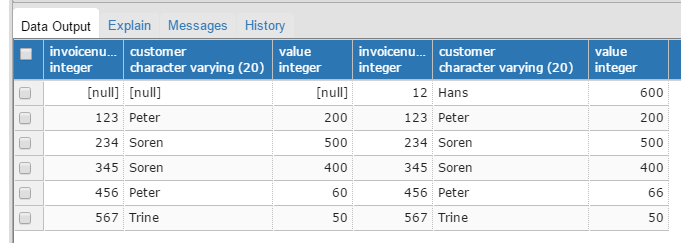 Data Output Explain Messages History
invoicenu... customer value invoicenu... customer value
integer character varying (20) integer integer character varying (20) integer
[null] [null] [null] 12 Hans 600
123 Peter 200 123 Peter 200
234 Soren 500 234 Soren 500
345 Soren 400 345 Soren 400
456 Peter 60 456 Peter 66
567 Trine 50 567 Trine 50